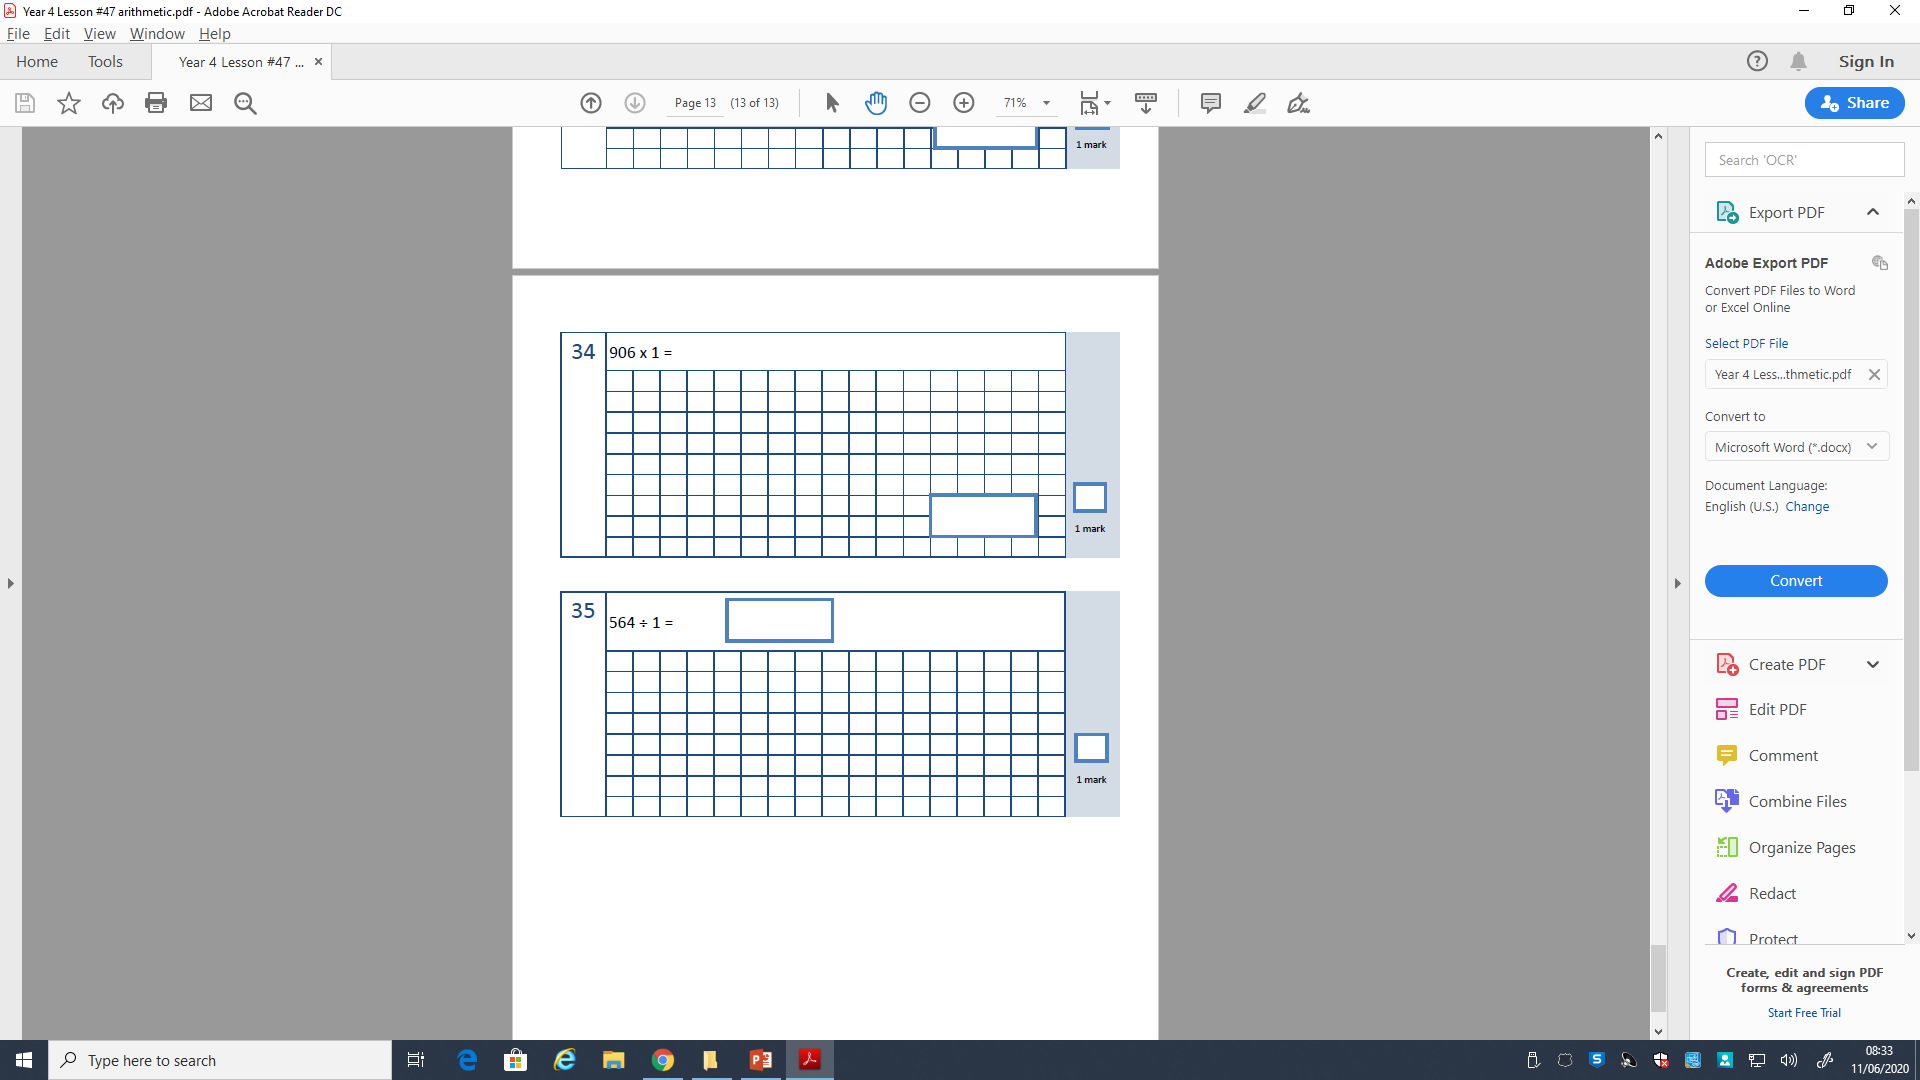 Year 4 Lesson #47 arithmetic.pdf - Adobe Acrobat Reader DC
File Edit View Window Help
Home Tools Year 4 Lesson #47 ... Sign In
Page 13 (13 of 13) 71% Share
1 mark
34
906 x 1 =
1 mark
35
564 ÷ 1 =
1 mark
Search 'OCR'
Export PDF
Adobe Export PDF
Convert PDF Files to Word
or Excel Online
Select PDF File
Year 4 Less...thmetic.pdf
Convert to
Microsoft Word (*.docx)
Document Language:
English (U.S.) Change
Convert
Create PDF
Edit PDF
Comment
Combine Files
Organize Pages
Redact
Protect
Create, edit and sign PDF
forms & agreements
Start Free Trial
Type here to search
08:33
11/06/2020